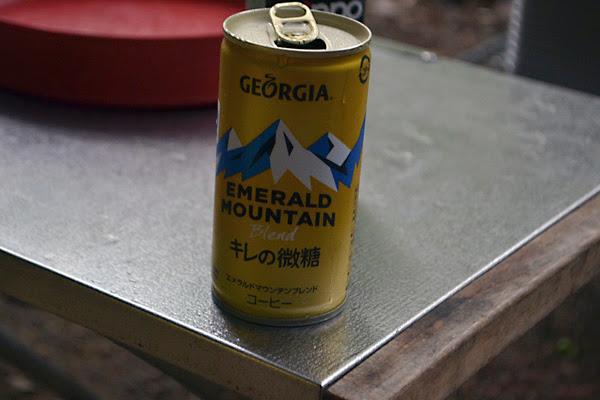 GEORGIA
EMERALD
MOUNTAIN
Blend
キレの微糖
エメラルドマウンテンブレンド
コーヒー